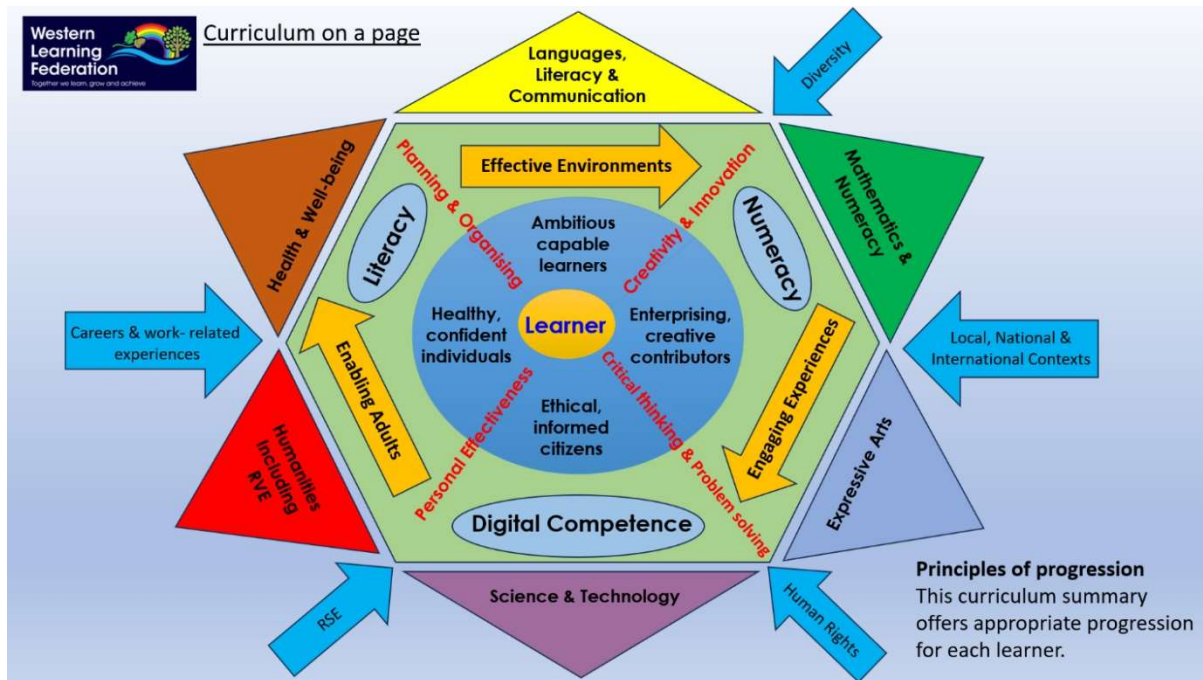 Western
Learning
Federation
Together we learn, grow and achieve
Curriculum on a page
Languages,
Literacy &
Communication
Diversity
Health & Well-being
Mathematics &
Numeracy
Planning & Organising
Effective Environments
Creativity & Innovation
Literacy
Numeracy
Ambitious
capable
learners
Healthy,
confident
individuals
Learner
Enterprising,
creative
contributors
Ethical,
informed
citizens
Careers & work- related
experiences
Local, National &
International Contexts
Enabling Adults
Engaging Experiences
Personal Effectiveness
Critical thinking & Problem solving
Humanities
Including
RVE
Expressive Arts
Digital Competence
Science & Technology
RSE
Human Rights
Principles of progression
This curriculum summary
offers appropriate progression
for each learner.